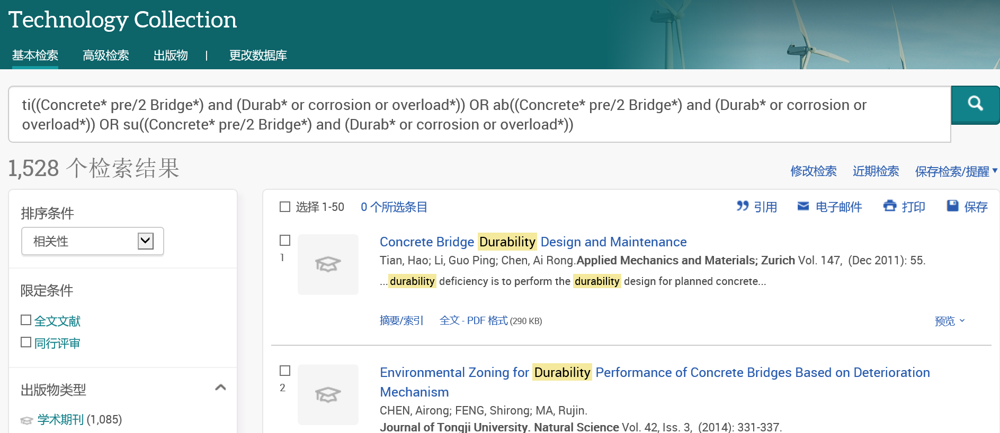 Technology Collection
基本检索 高级检索 出版物 | 更改数据库
ti((Concrete* pre/2 Bridge*) and (Durab* or corrosion or overload*)) OR ab((Concrete* pre/2 Bridge*) and (Durab* or corrosion or
overload*)) OR su((Concrete* pre/2 Bridge*) and (Durab* or corrosion or overload*))
1,528 个检索结果
修改检索 近期检索 保存检索/提醒
排序条件
相关性
限定条件
全文文献
同行评审
出版物类型
学术期刊 (1,085)
选择 1-50 0 个所选条目 引用 电子邮件 打印 保存
1
Concrete Bridge Durability Design and Maintenance
Tian, Hao; Li, Guo Ping; Chen, Ai Rong.Applied Mechanics and Materials; Zurich Vol. 147, (Dec 2011): 55.
...durability deficiency is to perform the durability design for planned concrete...
摘要/索引 全文 - PDF 格式 (290 KB) 预览
2
Environmental Zoning for Durability Performance of Concrete Bridges Based on Deterioration
Mechanism
CHEN, Airong; FENG, Shirong; MA, Rujin.
Journal of Tongji University. Natural Science Vol. 42, Iss. 3, (2014): 331-337.